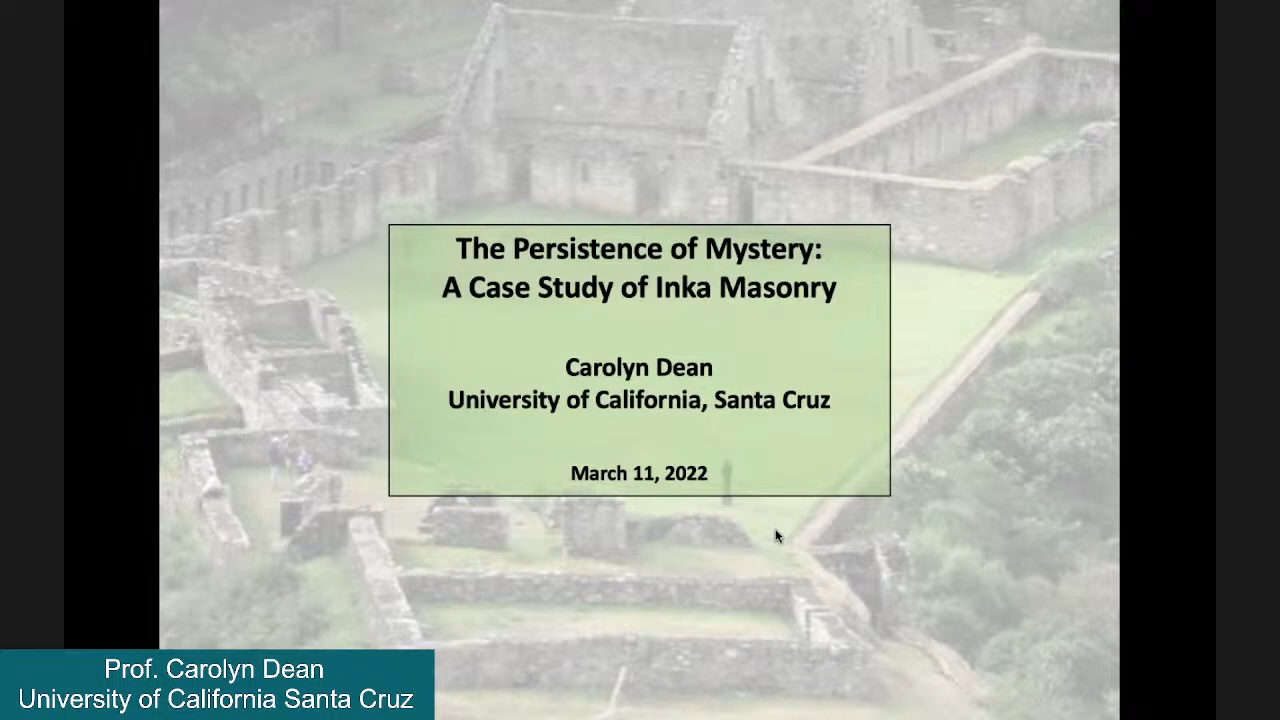 The Persistence of Mystery:
A Case Study of Inka Masonry
Carolyn Dean
University of California, Santa Cruz
March 11, 2022
Prof. Carolyn Dean
University of California Santa Cruz